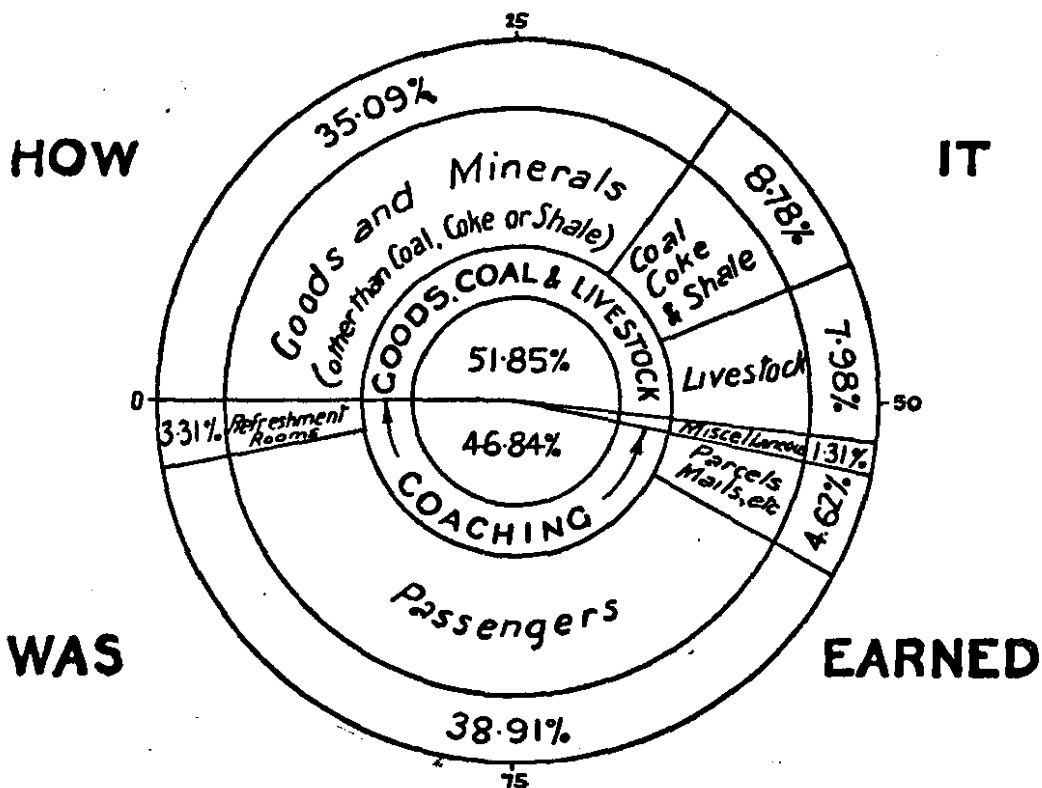 HOW
IT
WAS
EARNED
25
50
75
0
35·09%
Goods and Minerals
(other than Coal, Coke or Shale)
8·78%
Coal
Coke
& Shale
7·98%
Livestock
1·31%
Miscellaneous
4·62%
Parcels
Mails, etc
38·91%
Passengers
3·31%
Refreshment
Rooms
GOODS, COAL & LIVESTOCK
51·85%
46·84%
COACHING